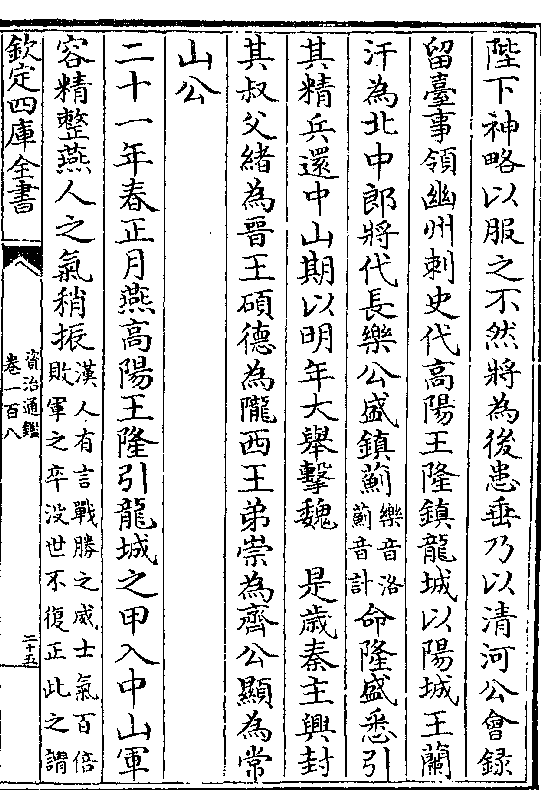 陛下神略以服之不然將為後患垂乃以清河公會錄
留臺事領幽州刺史代高陽王隆鎮龍城以陽城王蘭
汗為北中郎將代長樂公盛鎮薊樂音洛薊音計命隆盛悉引
其精兵還中山期以明年大舉擊魏　是歲秦主興封
其叔父緒為晉王碩德為隴西王弟崇為齊公顯為常
山公
二十一年春正月燕高陽王隆引龍城之甲入中山軍
容精整燕人之氣稍振漢人有言戰勝之威士氣百倍敗軍之卒沒世不復正此之謂
欽定四庫全書
資治通鑑
卷一百八
二十五